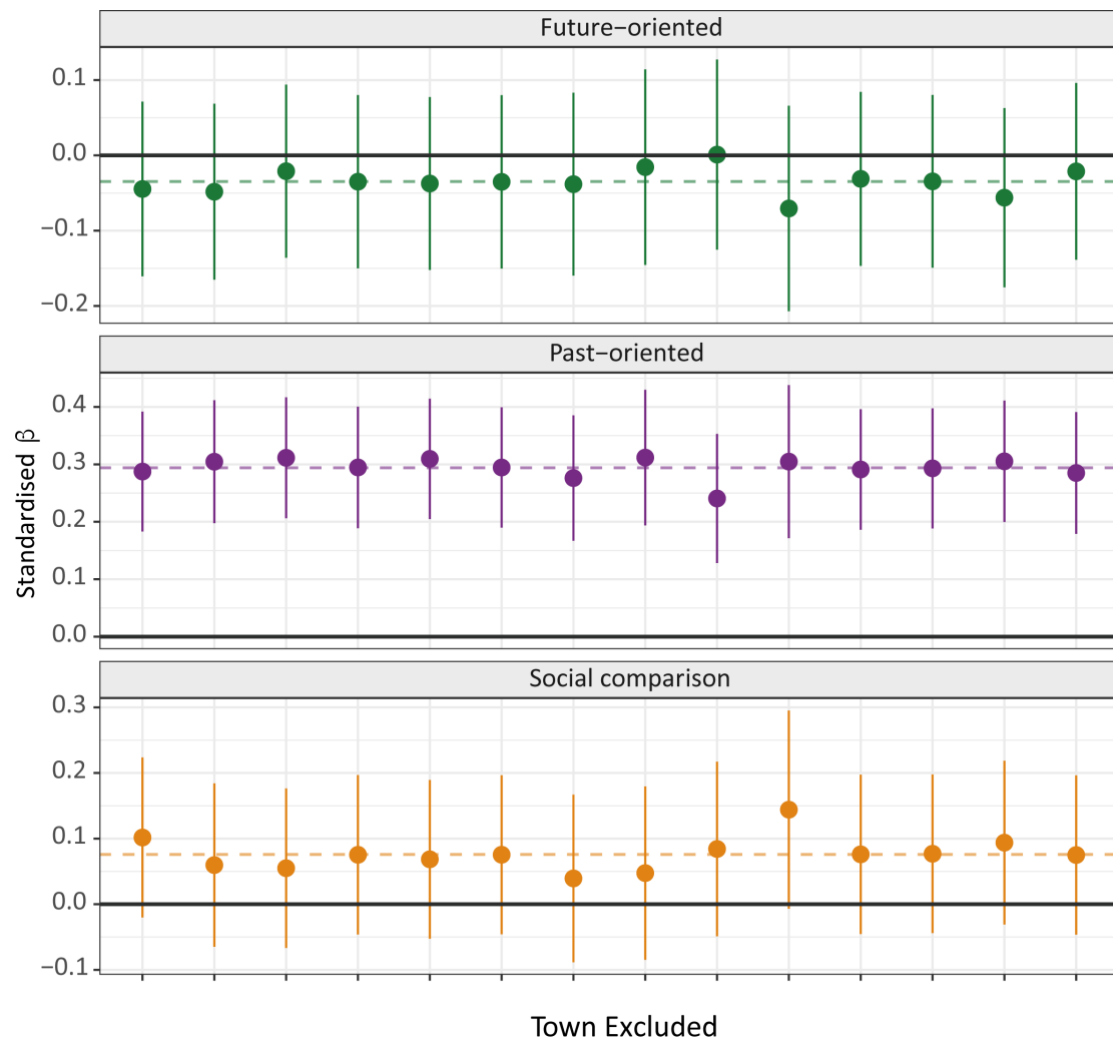 Future−oriented
0.1
0.0
−0.1
−0.2
Past−oriented
0.4
0.3
0.2
0.1
0.0
Standardised β
Social comparison
0.3
0.2
0.1
0.0
−0.1
Town Excluded